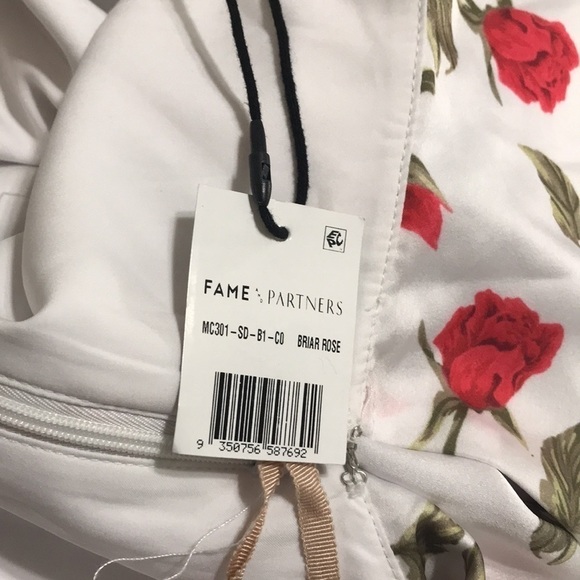 FAME PARTNERS
MC301-SD-B1-C0 BRIAR ROSE
9 350756 587692